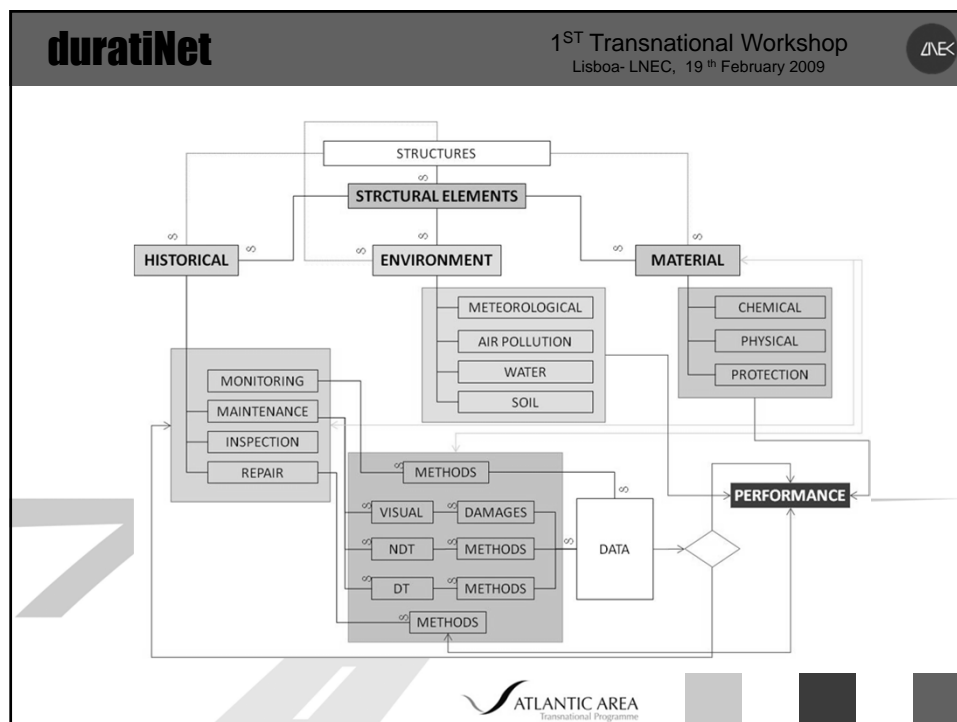 duratiNet
1ST Transnational Workshop
Lisboa- LNEC, 19 th February 2009
LNEC
STRUCTURES
∞
STRCTURAL ELEMENTS
∞ ∞ ∞ ∞ ∞ ∞
HISTORICAL ENVIRONMENT MATERIAL
METEOROLOGICAL CHEMICAL
AIR POLLUTION PHYSICAL
WATER PROTECTION
SOIL
MONITORING
MAINTENANCE
INSPECTION
REPAIR
∞ METHODS ∞
PERFORMANCE
∞ VISUAL ∞ DAMAGES
∞ NDT ∞ METHODS ∞ DATA
∞ DT ∞ METHODS
∞ METHODS
ATLANTIC AREA
Transnational Programme